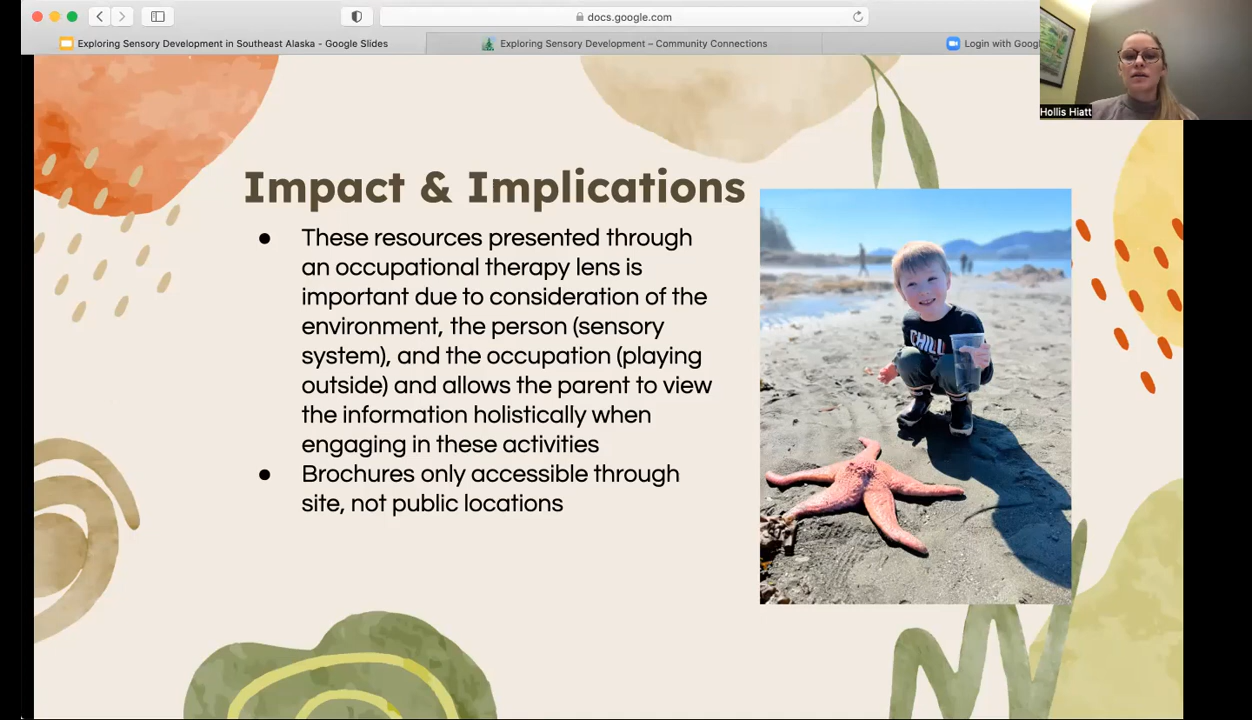 docs.google.com
Exploring Sensory Development in Southeast Alaska - Google Slides
Exploring Sensory Development – Community Connections
Login with Goog
Hollis Hiatt
Impact & Implications
● These resources presented through
an occupational therapy lens is
important due to consideration of the
environment, the person (sensory
system), and the occupation (playing
outside) and allows the parent to view
the information holistically when
engaging in these activities
● Brochures only accessible through
site, not public locations
CHILL